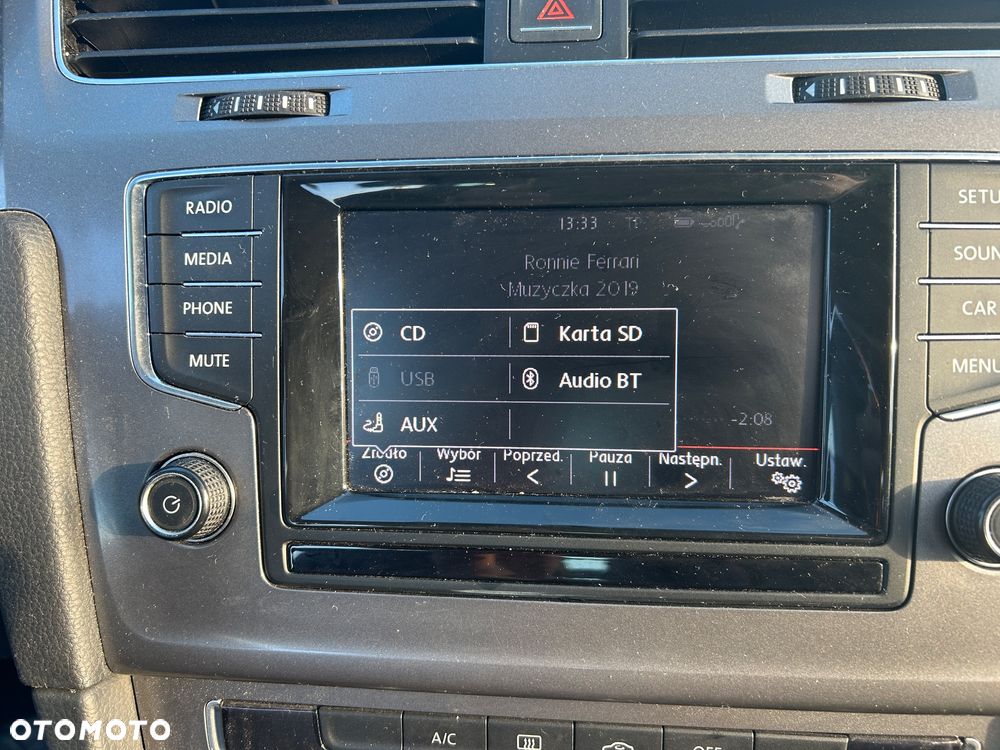 RADIO
MEDIA
PHONE
MUTE
SETU
SOUN
CAR
MENU
13:33
Ronnie Ferrari
Muzyczka 2019
CD
Karta SD
USB
Audio BT
AUX
-2:08
Źródło Wybór Poprzed. Pauza Następn. Ustaw.
A/C
OFF
OTOMOTO